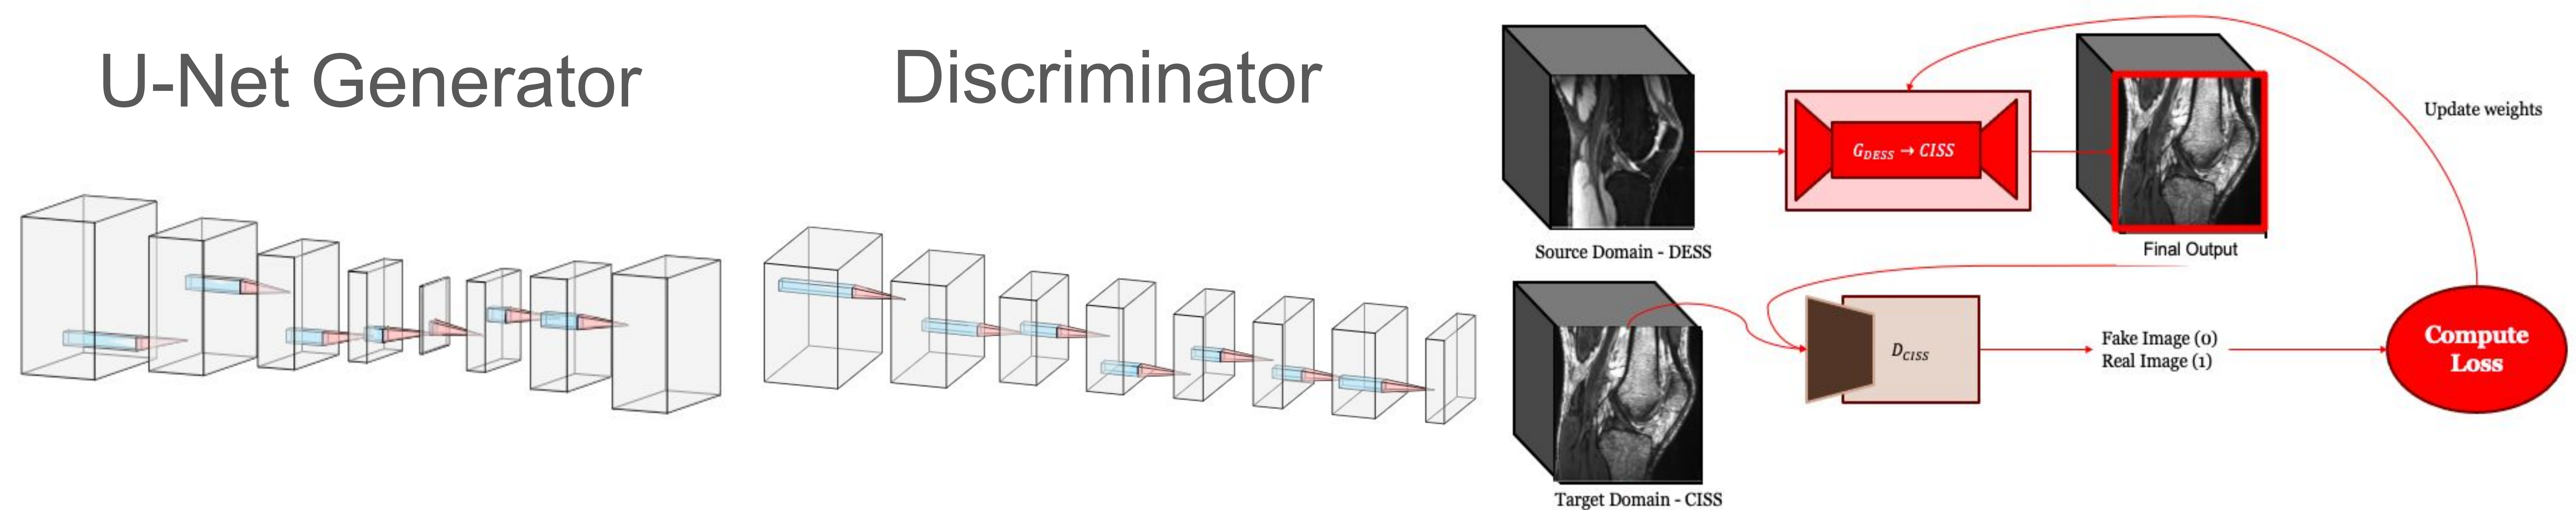 U-Net Generator
Discriminator
G_DESS → CISS
Update weights
Source Domain - DESS
Final Output
D_CISS
Fake Image (0)
Real Image (1)
Compute
Loss
Target Domain - CISS